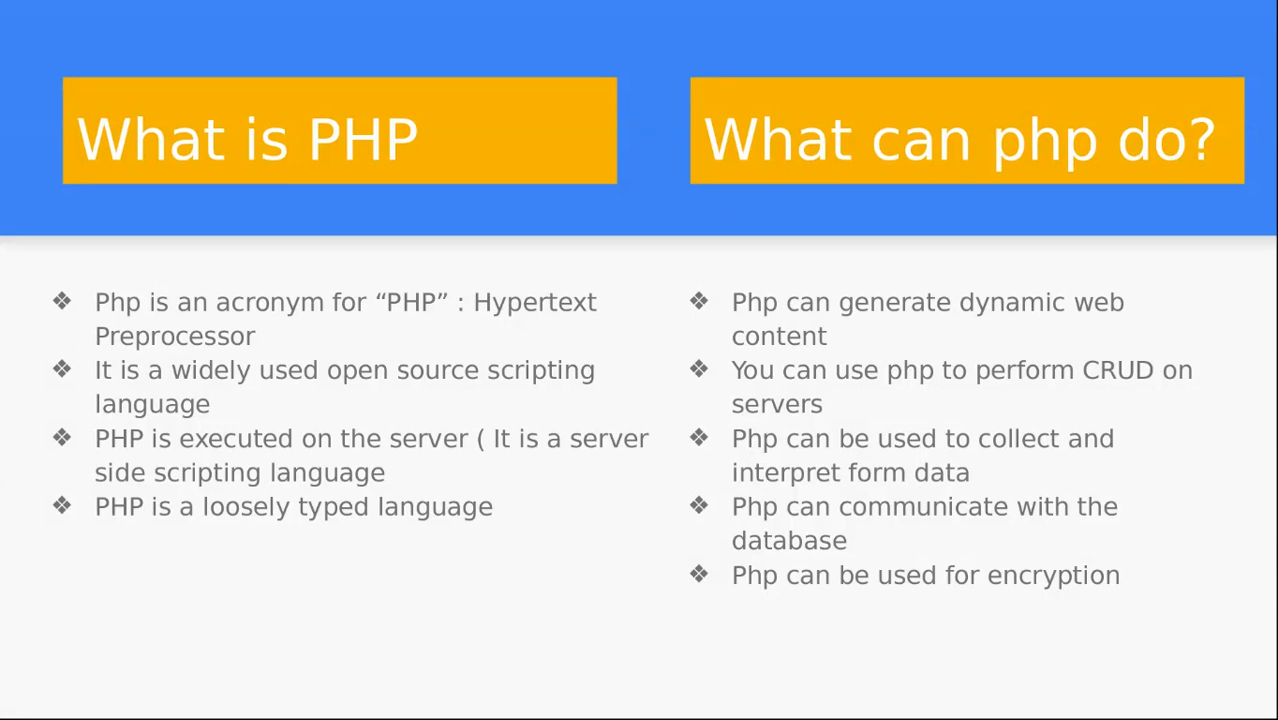 What is PHP
What can php do?
❖ Php is an acronym for “PHP” : Hypertext
Preprocessor
❖ It is a widely used open source scripting
language
❖ PHP is executed on the server ( It is a server
side scripting language
❖ PHP is a loosely typed language
❖ Php can generate dynamic web
content
❖ You can use php to perform CRUD on
servers
❖ Php can be used to collect and
interpret form data
❖ Php can communicate with the
database
❖ Php can be used for encryption